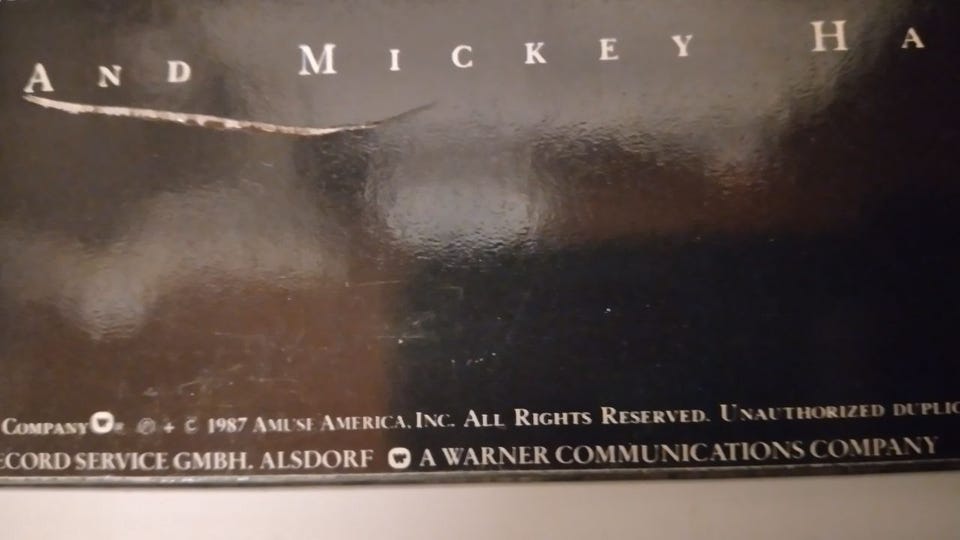 AND MICKEY HA
COMPANY ® ℗ + C 1987 AMUSE AMERICA, INC. ALL RIGHTS RESERVED. UNAUTHORIZED DUPLIC
ECORD SERVICE GMBH. ALSDORF A WARNER COMMUNICATIONS COMPANY